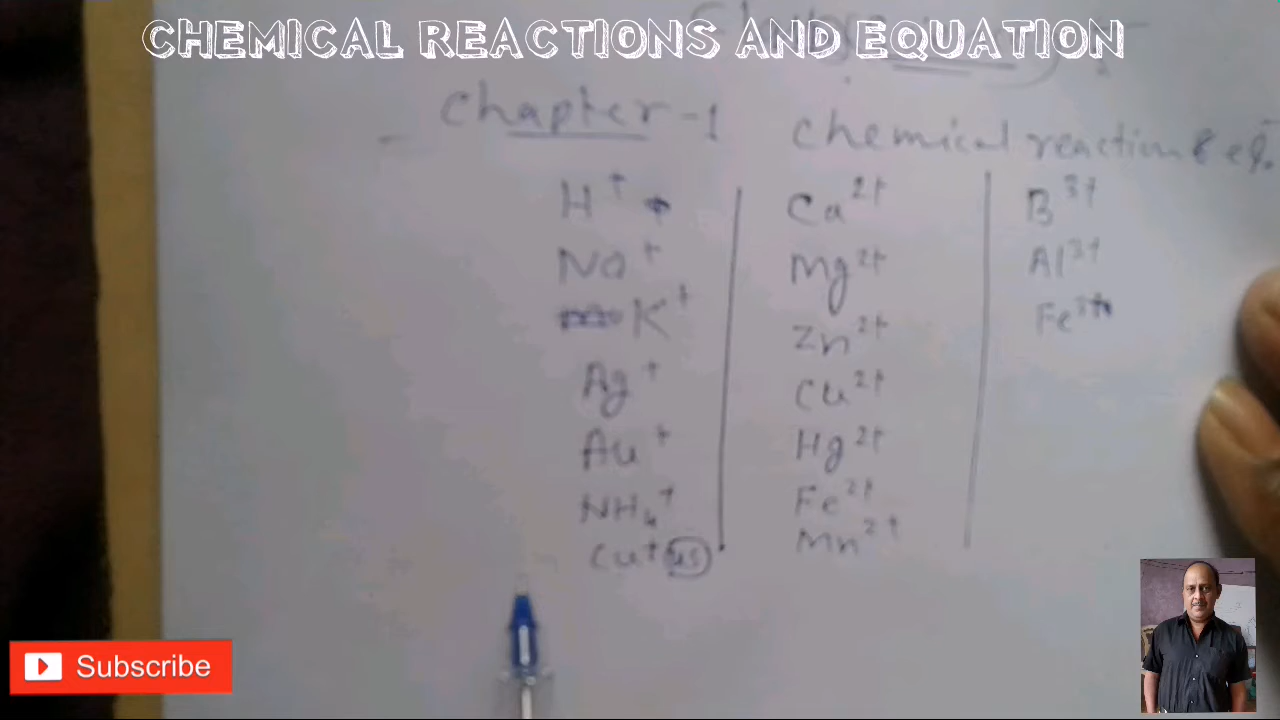 CHEMICAL REACTIONS AND EQUATION
Chapter-1 Chemical reaction & eq.
H⁺ Ca²⁺ B³⁺
Na⁺ Mg²⁺ Al³⁺
K⁺ Zn²⁺ Fe³⁺
Ag⁺ Cu²⁺
Au⁺ Hg²⁺
NH₄⁺ Fe²⁺
Cu⁺ us Mn²⁺
Subscribe